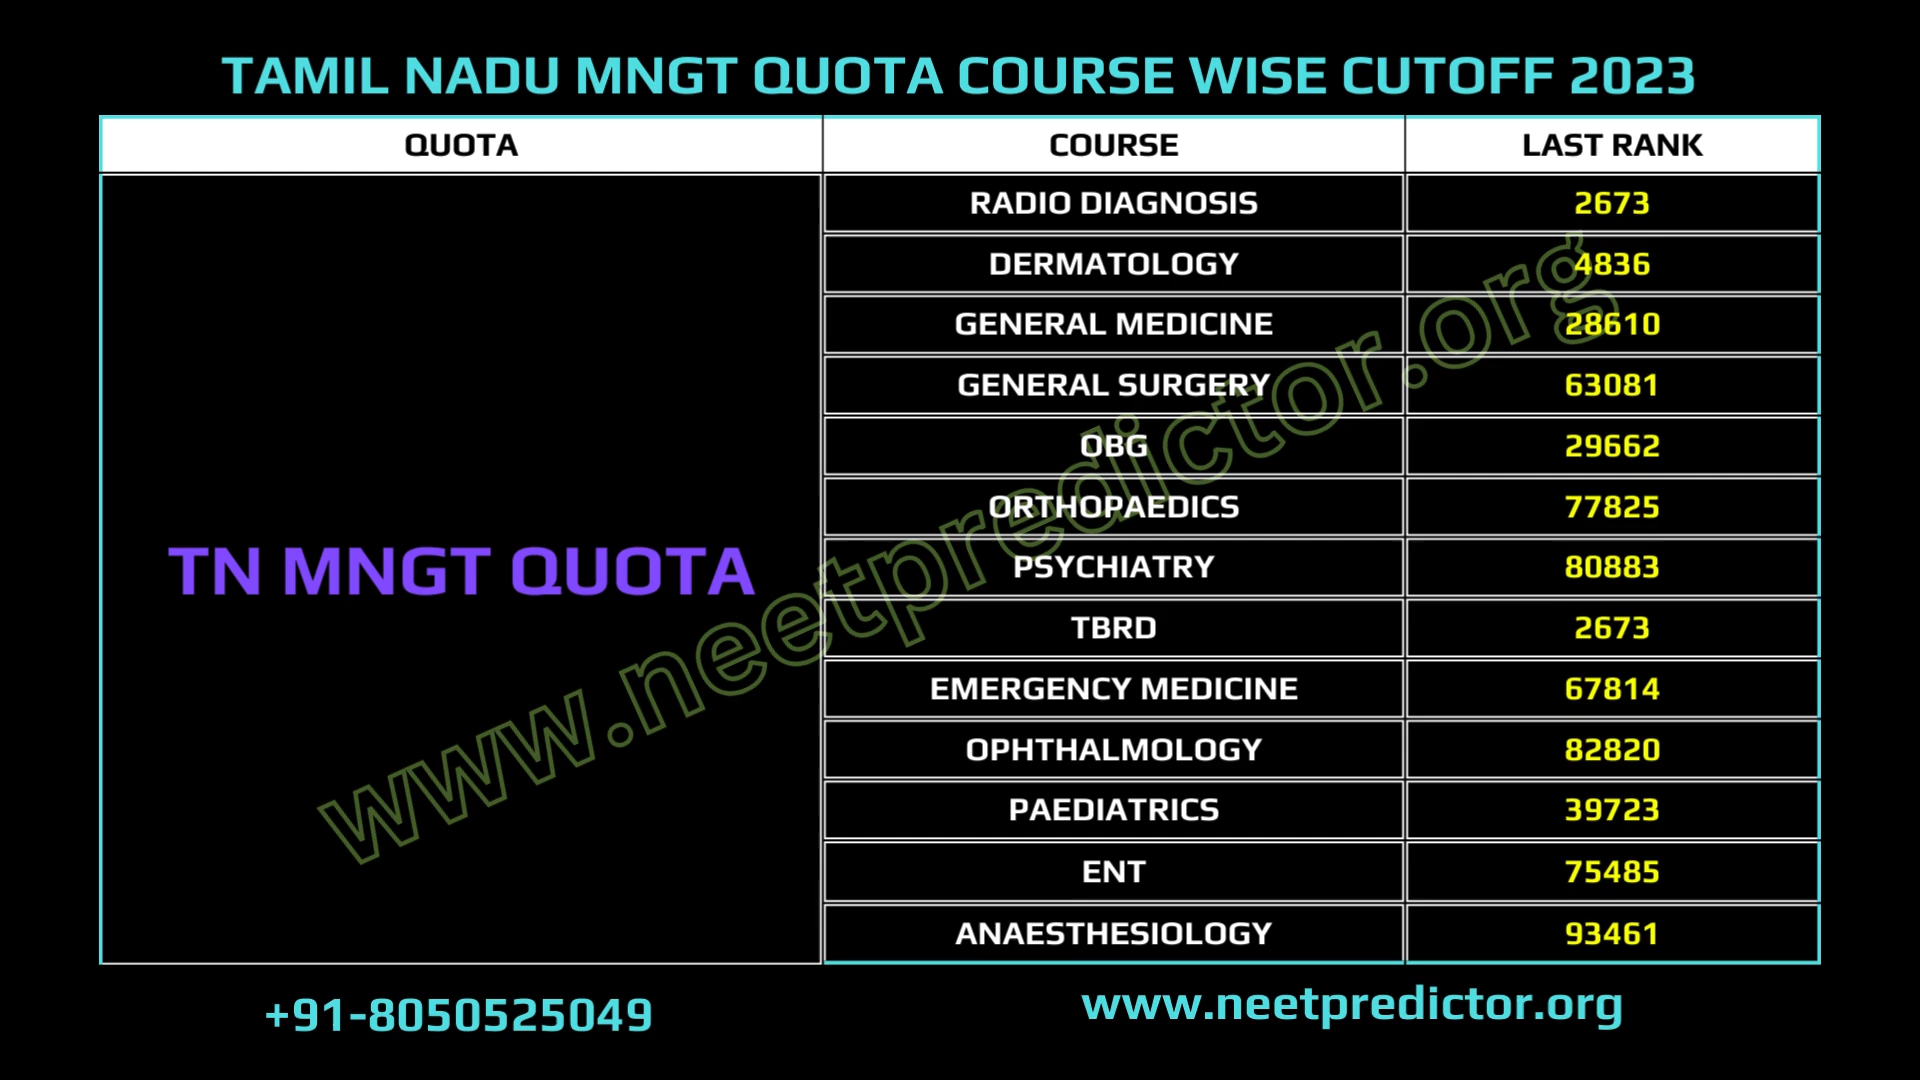 TAMIL NADU MNGT QUOTA COURSE WISE CUTOFF 2023
QUOTA COURSE LAST RANK
RADIO DIAGNOSIS 2673
DERMATOLOGY 4836
GENERAL MEDICINE 28610
GENERAL SURGERY 63081
OBG 29662
ORTHOPAEDICS 77825
TN MNGT QUOTA
PSYCHIATRY 80883
TBRD 2673
EMERGENCY MEDICINE 67814
OPHTHALMOLOGY 82820
PAEDIATRICS 39723
ENT 75485
ANAESTHESIOLOGY 93461
www.neetpredictor.org
+91-8050525049
www.neetpredictor.org